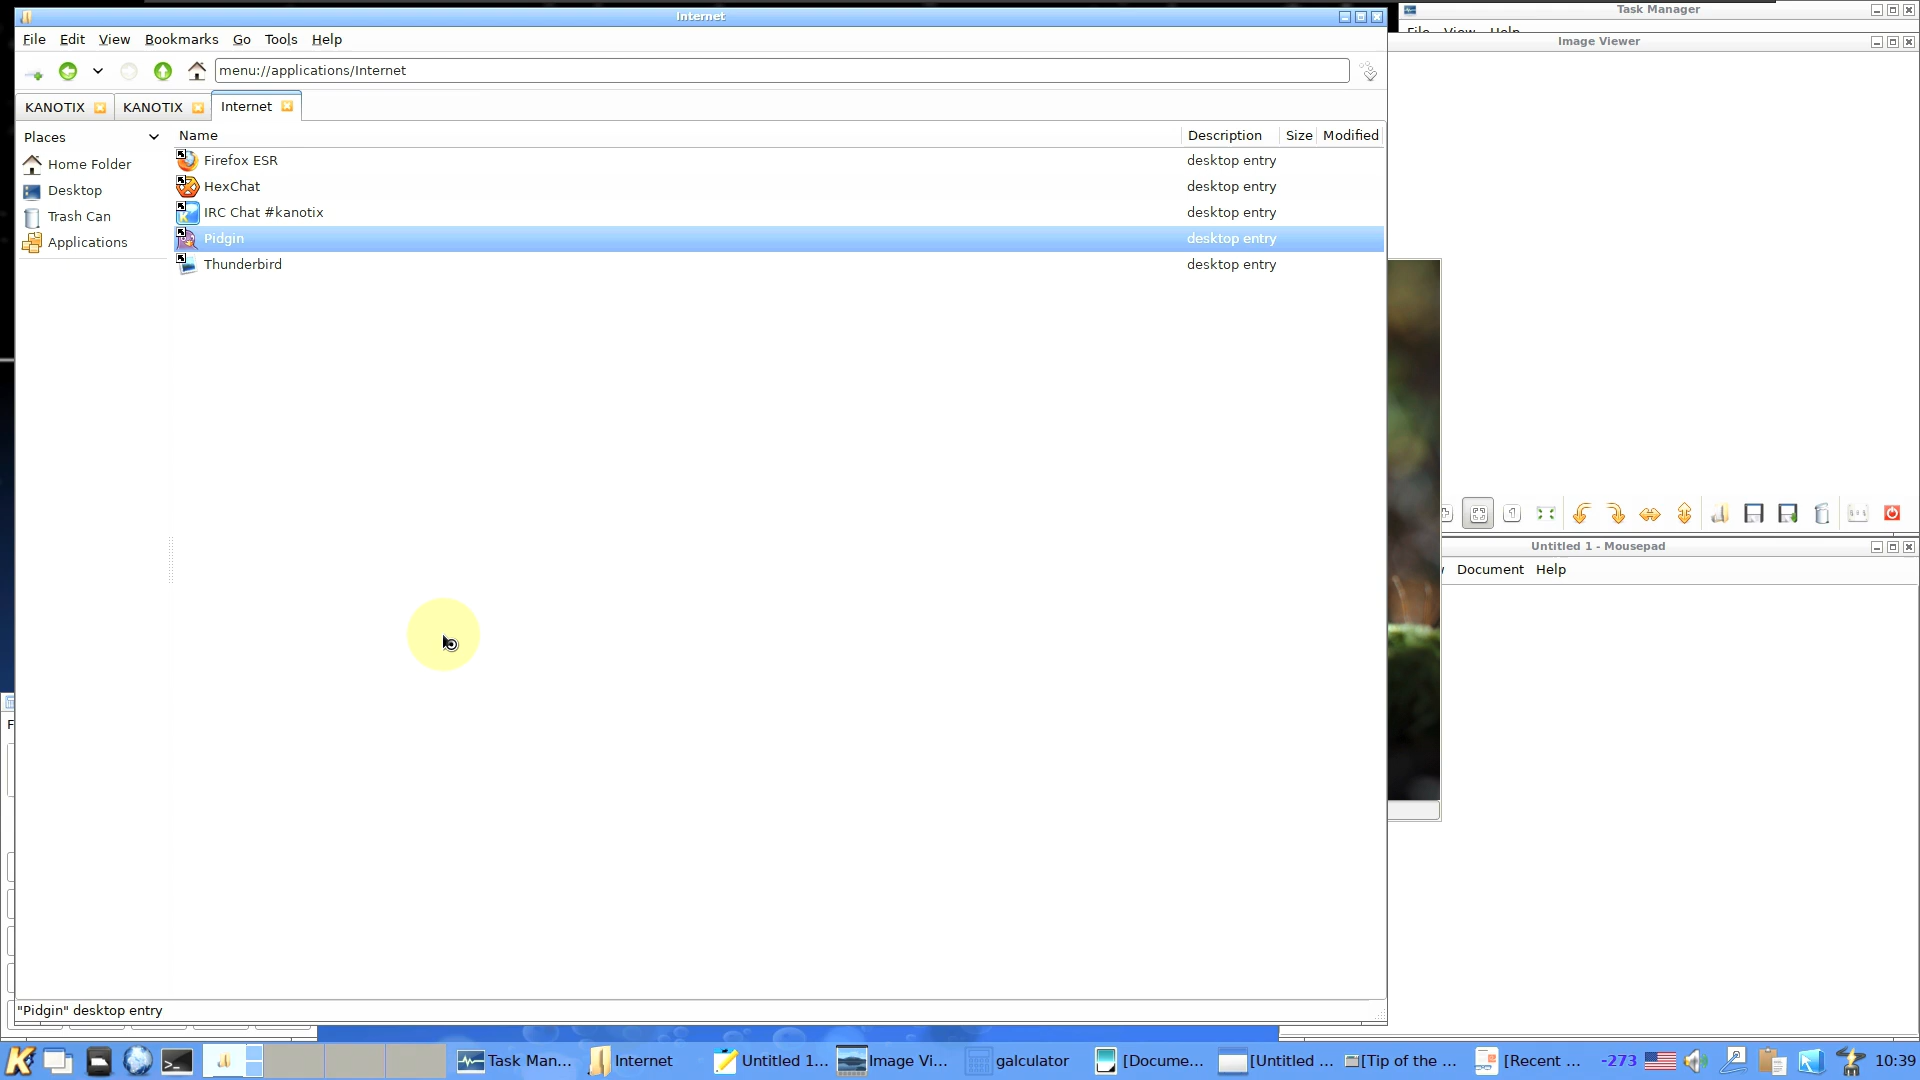 Internet
File Edit View Bookmarks Go Tools Help
menu://applications/Internet
KANOTIX KANOTIX Internet
Places
Home Folder
Desktop
Trash Can
Applications
Name Description Size Modified
Firefox ESR desktop entry
HexChat desktop entry
IRC Chat #kanotix desktop entry
Pidgin desktop entry
Thunderbird desktop entry
"Pidgin" desktop entry
Task Manager
File View Help
Image Viewer
Untitled 1 - Mousepad
Document Help
Task Man... Internet Untitled 1... Image Vi... galculator [Docume... [Untitled ... [Tip of the ... [Recent ... -273 10:39